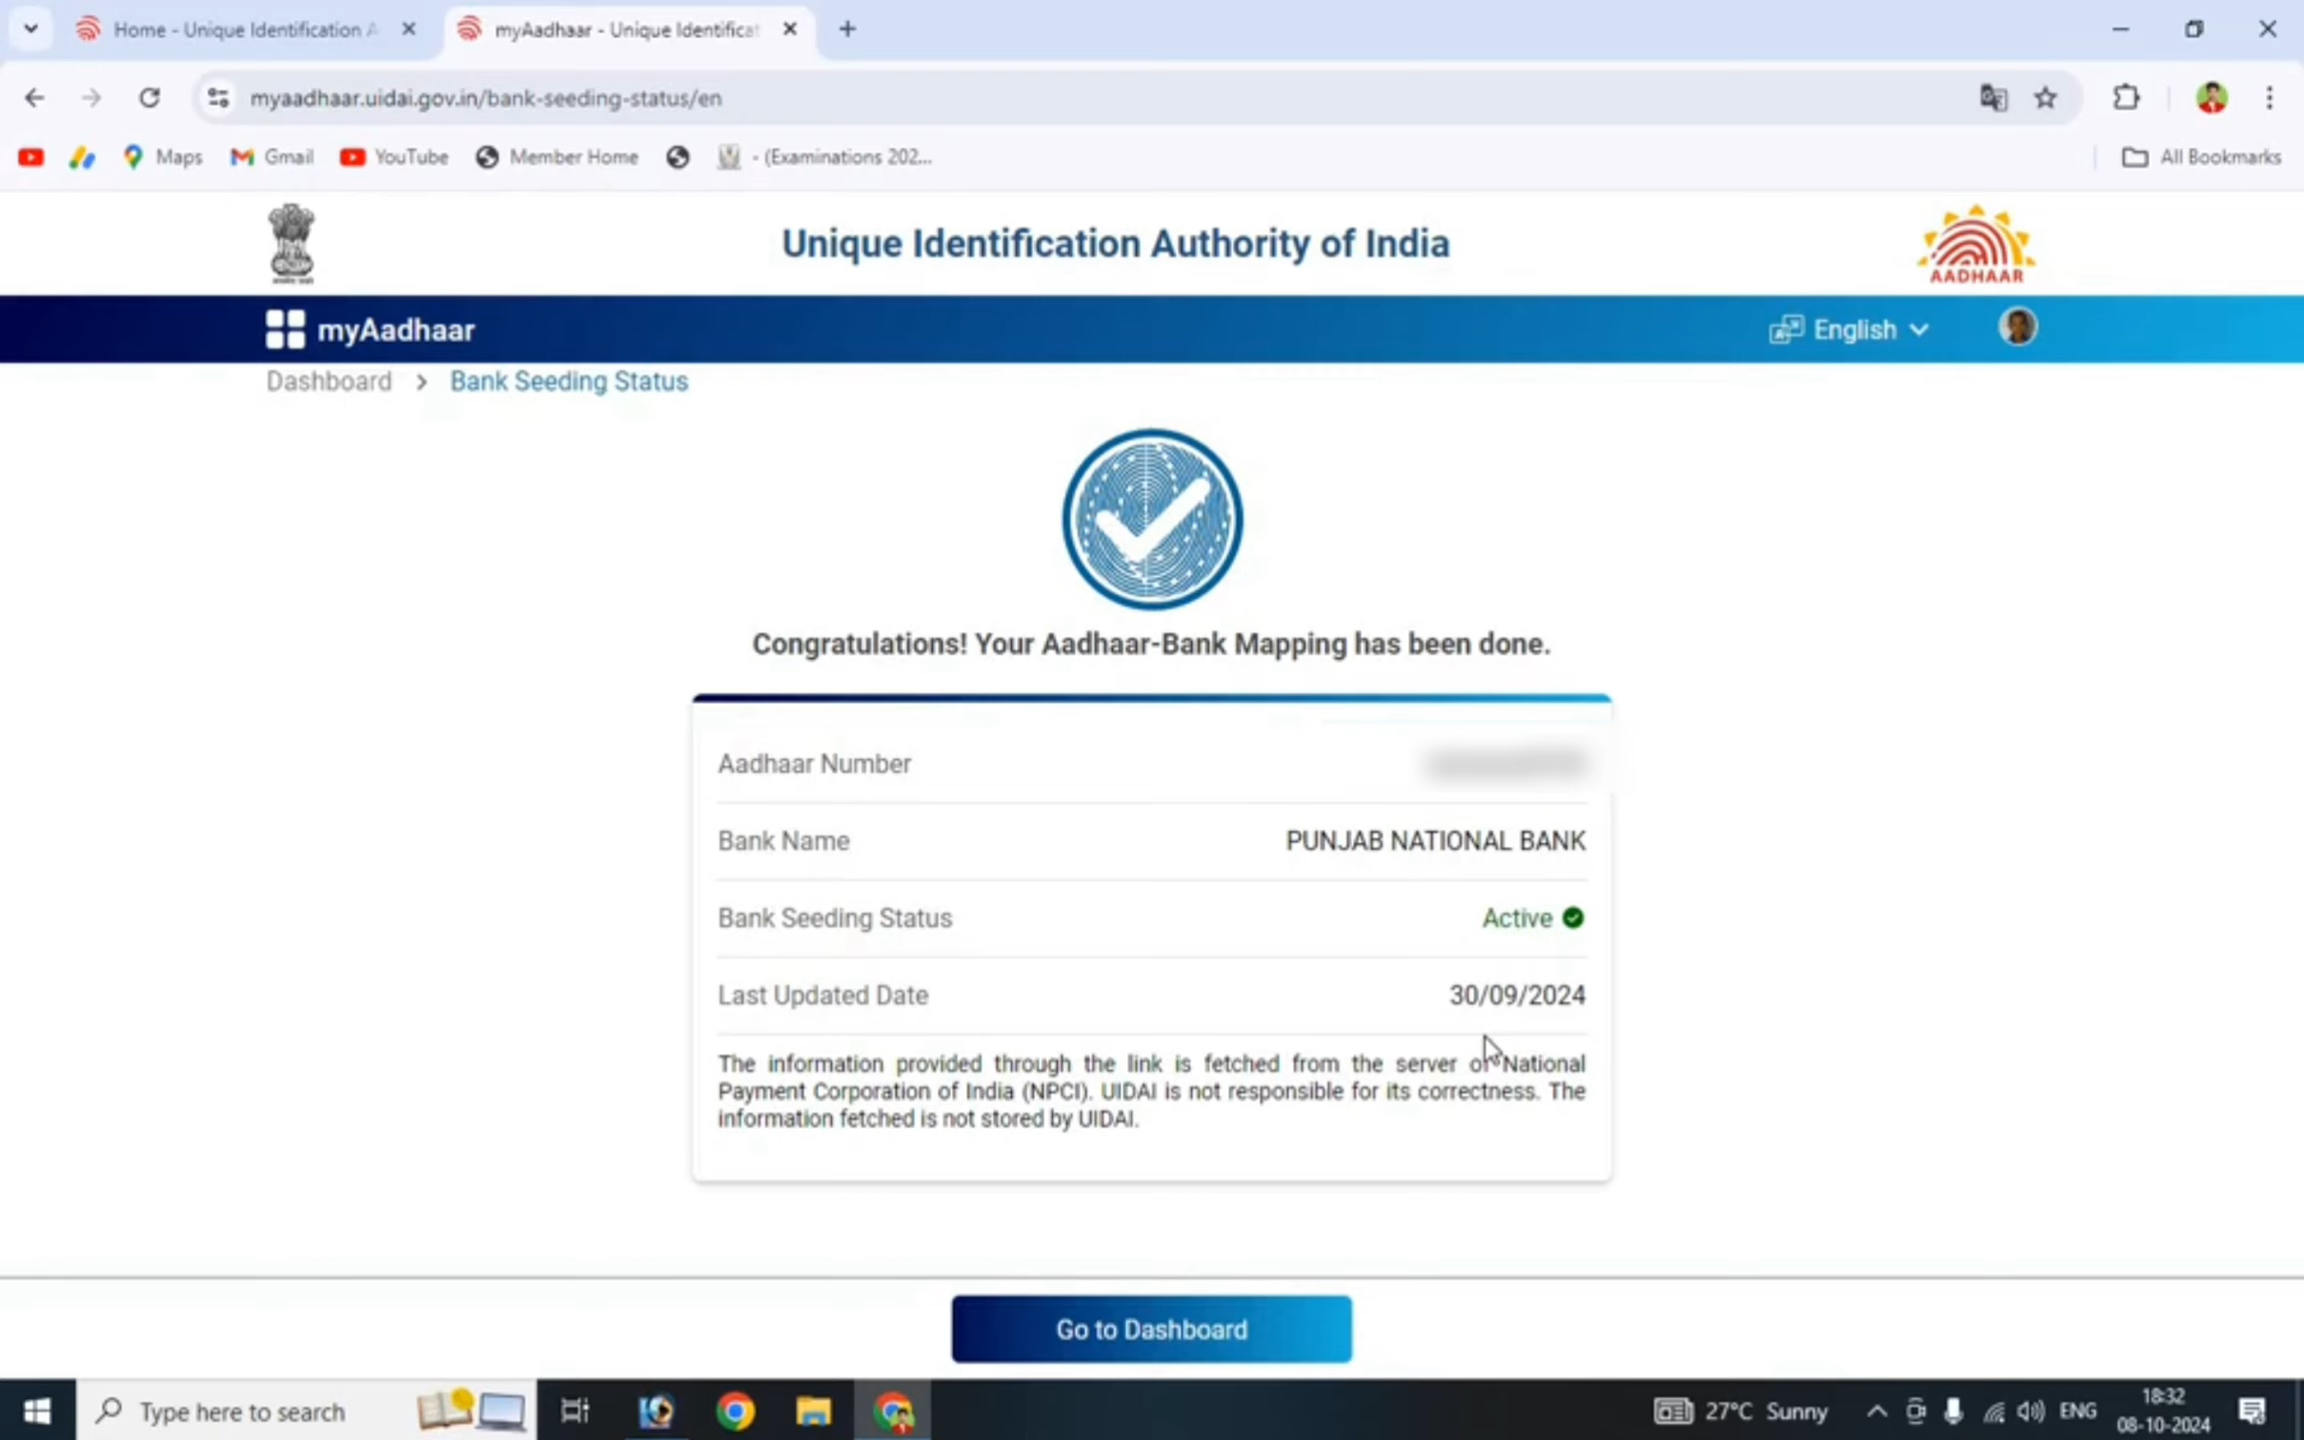 Home - Unique Identification A
myAadhaar - Unique Identificat
myaadhaar.uidai.gov.in/bank-seeding-status/en
Maps
Gmail
YouTube
Member Home
- (Examinations 202...
All Bookmarks
Unique Identification Authority of India
AADHAAR
myAadhaar
English
Dashboard > Bank Seeding Status
Congratulations! Your Aadhaar-Bank Mapping has been done.
Aadhaar Number
Bank Name PUNJAB NATIONAL BANK
Bank Seeding Status Active
Last Updated Date 30/09/2024
The information provided through the link is fetched from the server of National
Payment Corporation of India (NPCI). UIDAI is not responsible for its correctness. The
information fetched is not stored by UIDAI.
Go to Dashboard
Type here to search
27°C Sunny
ENG
18:32
08-10-2024